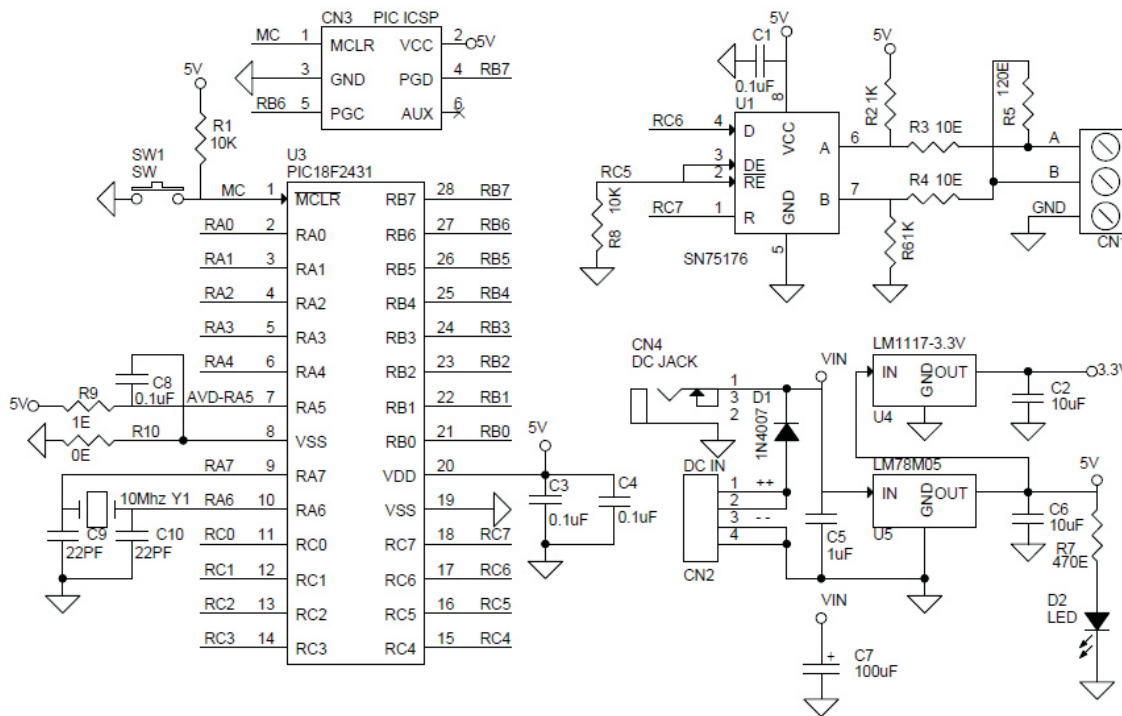 CN3 PIC ICSP
MC 1 MCLR VCC 2 5V
3 GND PGD 4 RB7
RB6 5 PGC AUX 6
5V
R1
10K
SW1
SW
MC
U3
PIC18F2431
1 MCLR RB7 28 RB7
RA0 2 RA0 RB6 27 RB6
RA1 3 RA1 RB5 26 RB5
RA2 4 RA2 RB4 25 RB4
RA3 5 RA3 RB3 24 RB3
RA4 6 RA4 RB2 23 RB2
AVD-RA5 7 RA5 RB1 22 RB1
8 VSS RB0 21 RB0
RA7 9 RA7 VDD 20
RA6 10 RA6 VSS 19
RC0 11 RC0 RC7 18 RC7
RC1 12 RC1 RC6 17 RC6
RC2 13 RC2 RC5 16 RC5
RC3 14 RC3 RC4 15 RC4
C8
0.1uF
5V
R9
1E
R10
0E
10Mhz Y1
C9
22PF
C10
22PF
5V
C3
0.1uF
C4
0.1uF
C1
0.1uF
5V
U1
8
VCC
RC6 4 D
3 DE
RC5 2 RE
RC7 1 R
A 6
B 7
GND
5
SN75176
R8 10K
5V
R2 1K
R3 10E
R4 10E
R61K
120E
R5
A
B
GND
CN1
CN4
DC JACK
1
3
2
D1
1N4007
VIN
DC IN
1 ++
2
3 - -
4
CN2
C5
1uF
LM1117-3.3V
IN GND OUT
U4
3.3V
C2
10uF
LM78M05
IN GND OUT
U5
5V
C6
10uF
R7
470E
D2
LED
VIN
+
C7
100uF